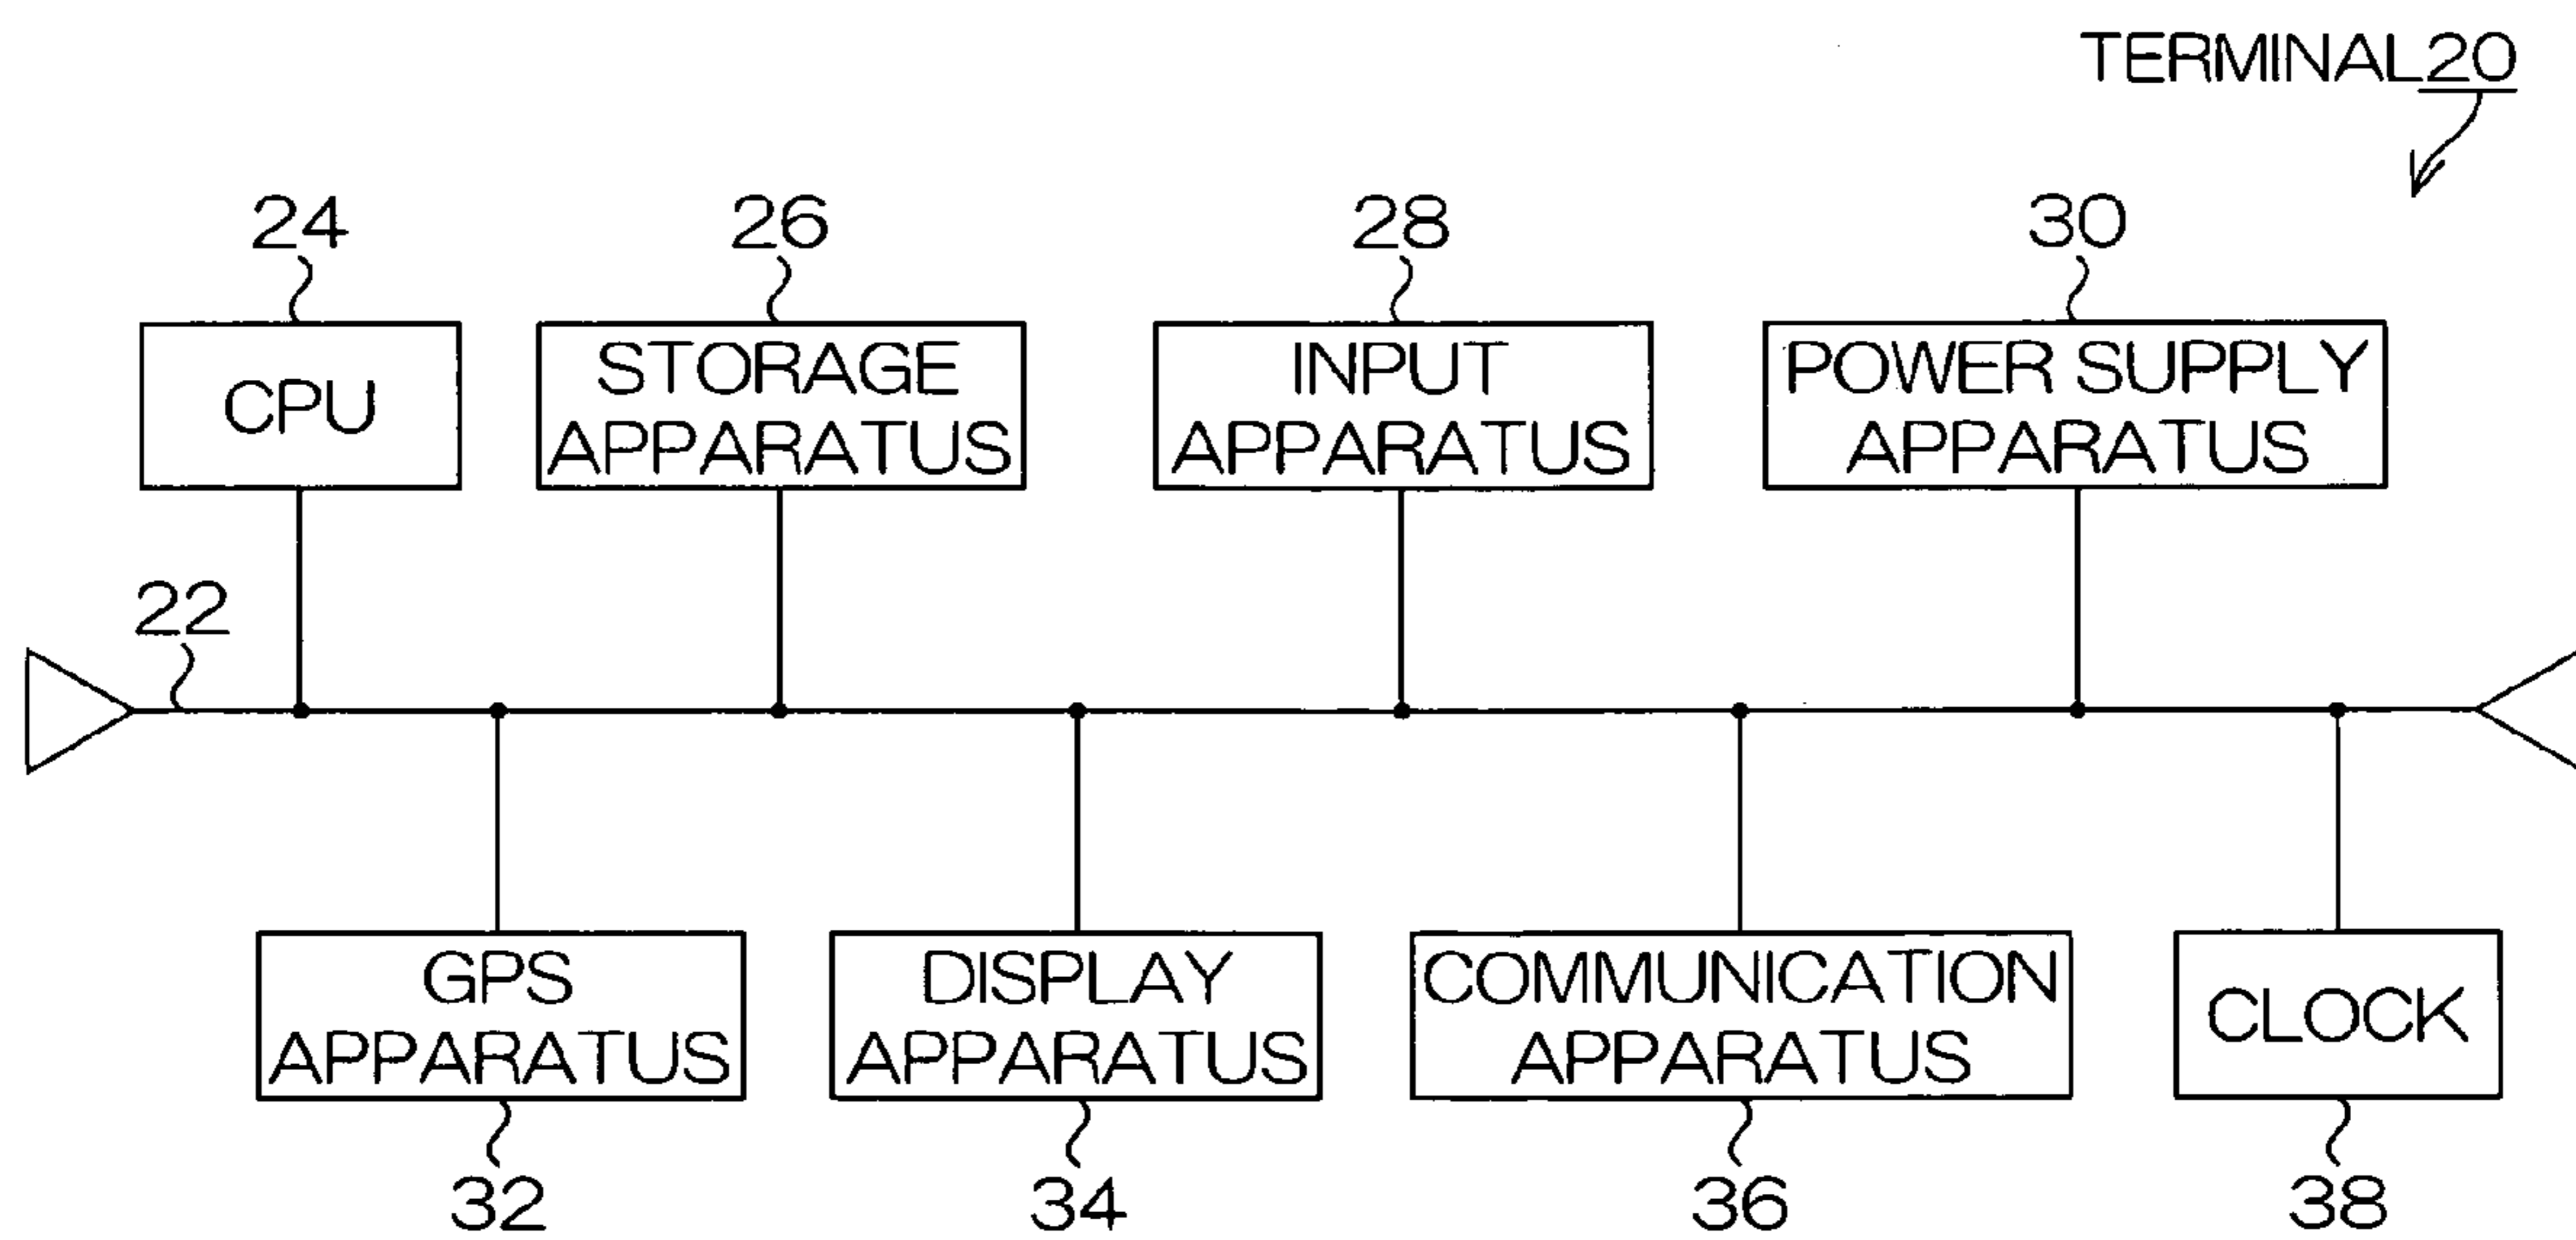 TERMINAL20
24
26
28
30
CPU
STORAGE
APPARATUS
INPUT
APPARATUS
POWER SUPPLY
APPARATUS
22
GPS
APPARATUS
DISPLAY
APPARATUS
COMMUNICATION
APPARATUS
CLOCK
32
34
36
38